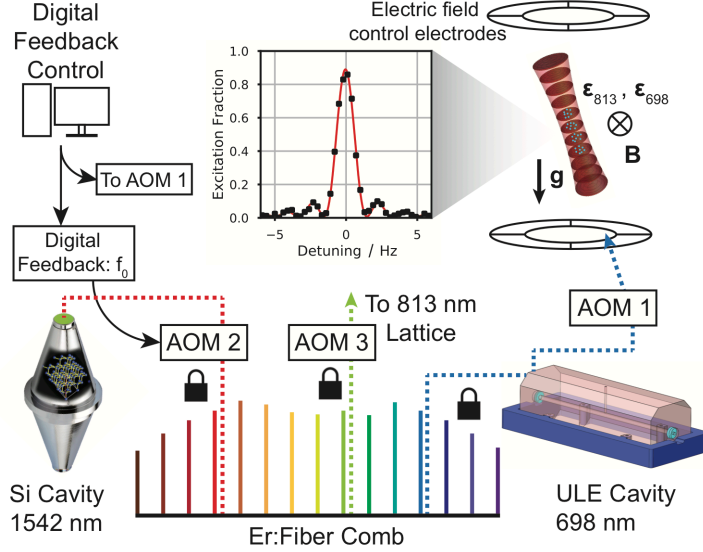 Digital
Feedback
Control
Electric field
control electrodes
1.0
0.8
0.6
0.4
0.2
0.0
Excitation Fraction
−5
0
5
Detuning / Hz
ε813 , ε698
B
g
To AOM 1
Digital
Feedback: f0
AOM 2
AOM 3
To 813 nm
Lattice
AOM 1
Si Cavity
1542 nm
Er:Fiber Comb
ULE Cavity
698 nm